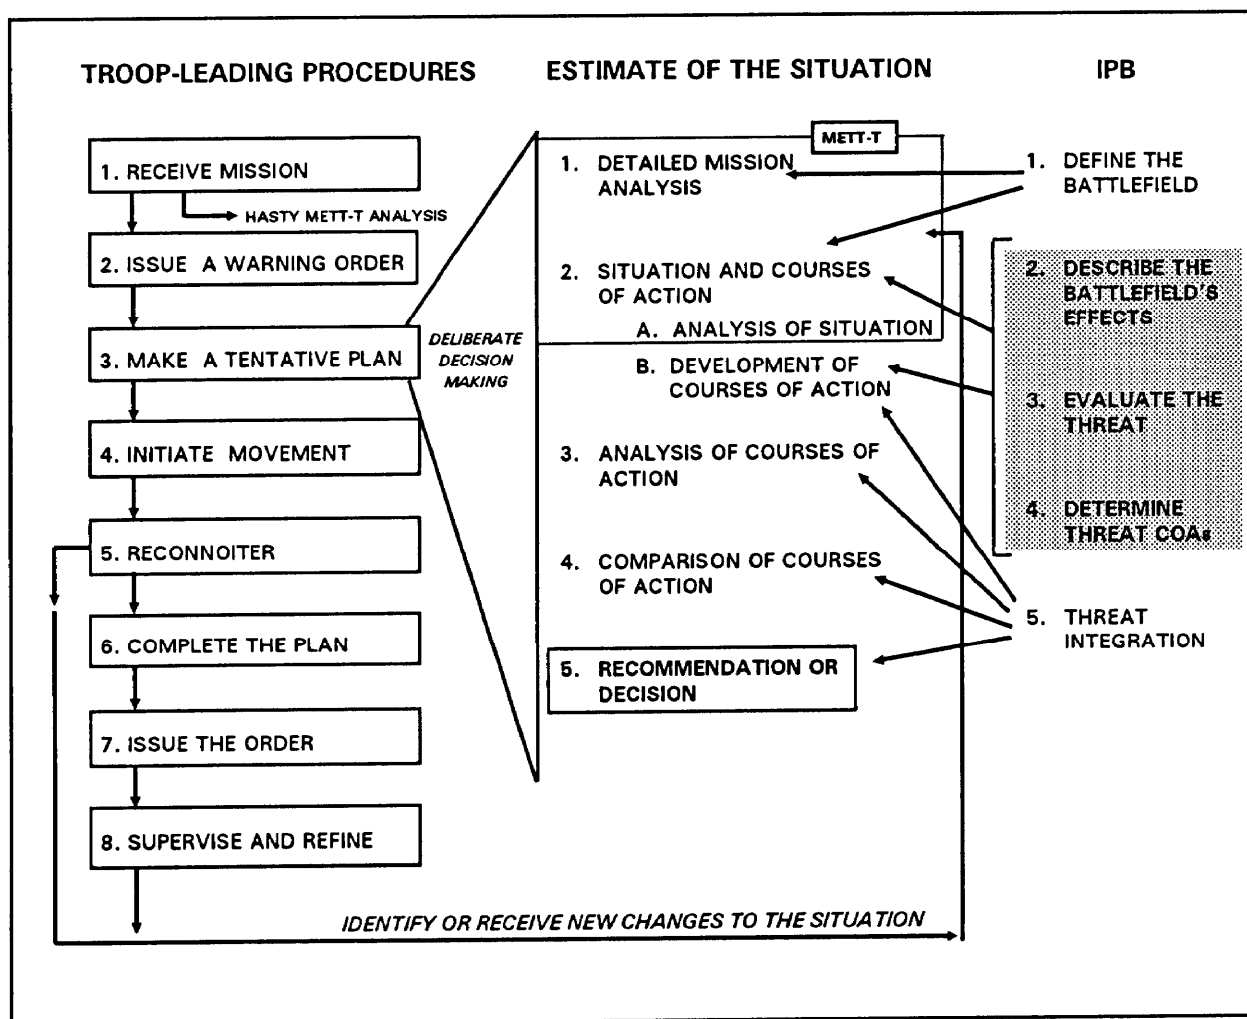 TROOP-LEADING PROCEDURES
ESTIMATE OF THE SITUATION
IPB
1. RECEIVE MISSION
HASTY METT-T ANALYSIS
2. ISSUE A WARNING ORDER
3. MAKE A TENTATIVE PLAN
4. INITIATE MOVEMENT
5. RECONNOITER
6. COMPLETE THE PLAN
7. ISSUE THE ORDER
8. SUPERVISE AND REFINE
DELIBERATE
DECISION
MAKING
METT-T
1. DETAILED MISSION
ANALYSIS
2. SITUATION AND COURSES
OF ACTION
A. ANALYSIS OF SITUATION
B. DEVELOPMENT OF
COURSES OF ACTION
3. ANALYSIS OF COURSES OF
ACTION
4. COMPARISON OF COURSES
OF ACTION
5. RECOMMENDATION OR
DECISION
1. DEFINE THE
BATTLEFIELD
2. DESCRIBE THE
BATTLEFIELD'S
EFFECTS
3. EVALUATE THE
THREAT
4. DETERMINE
THREAT COAs
5. THREAT
INTEGRATION
IDENTIFY OR RECEIVE NEW CHANGES TO THE SITUATION